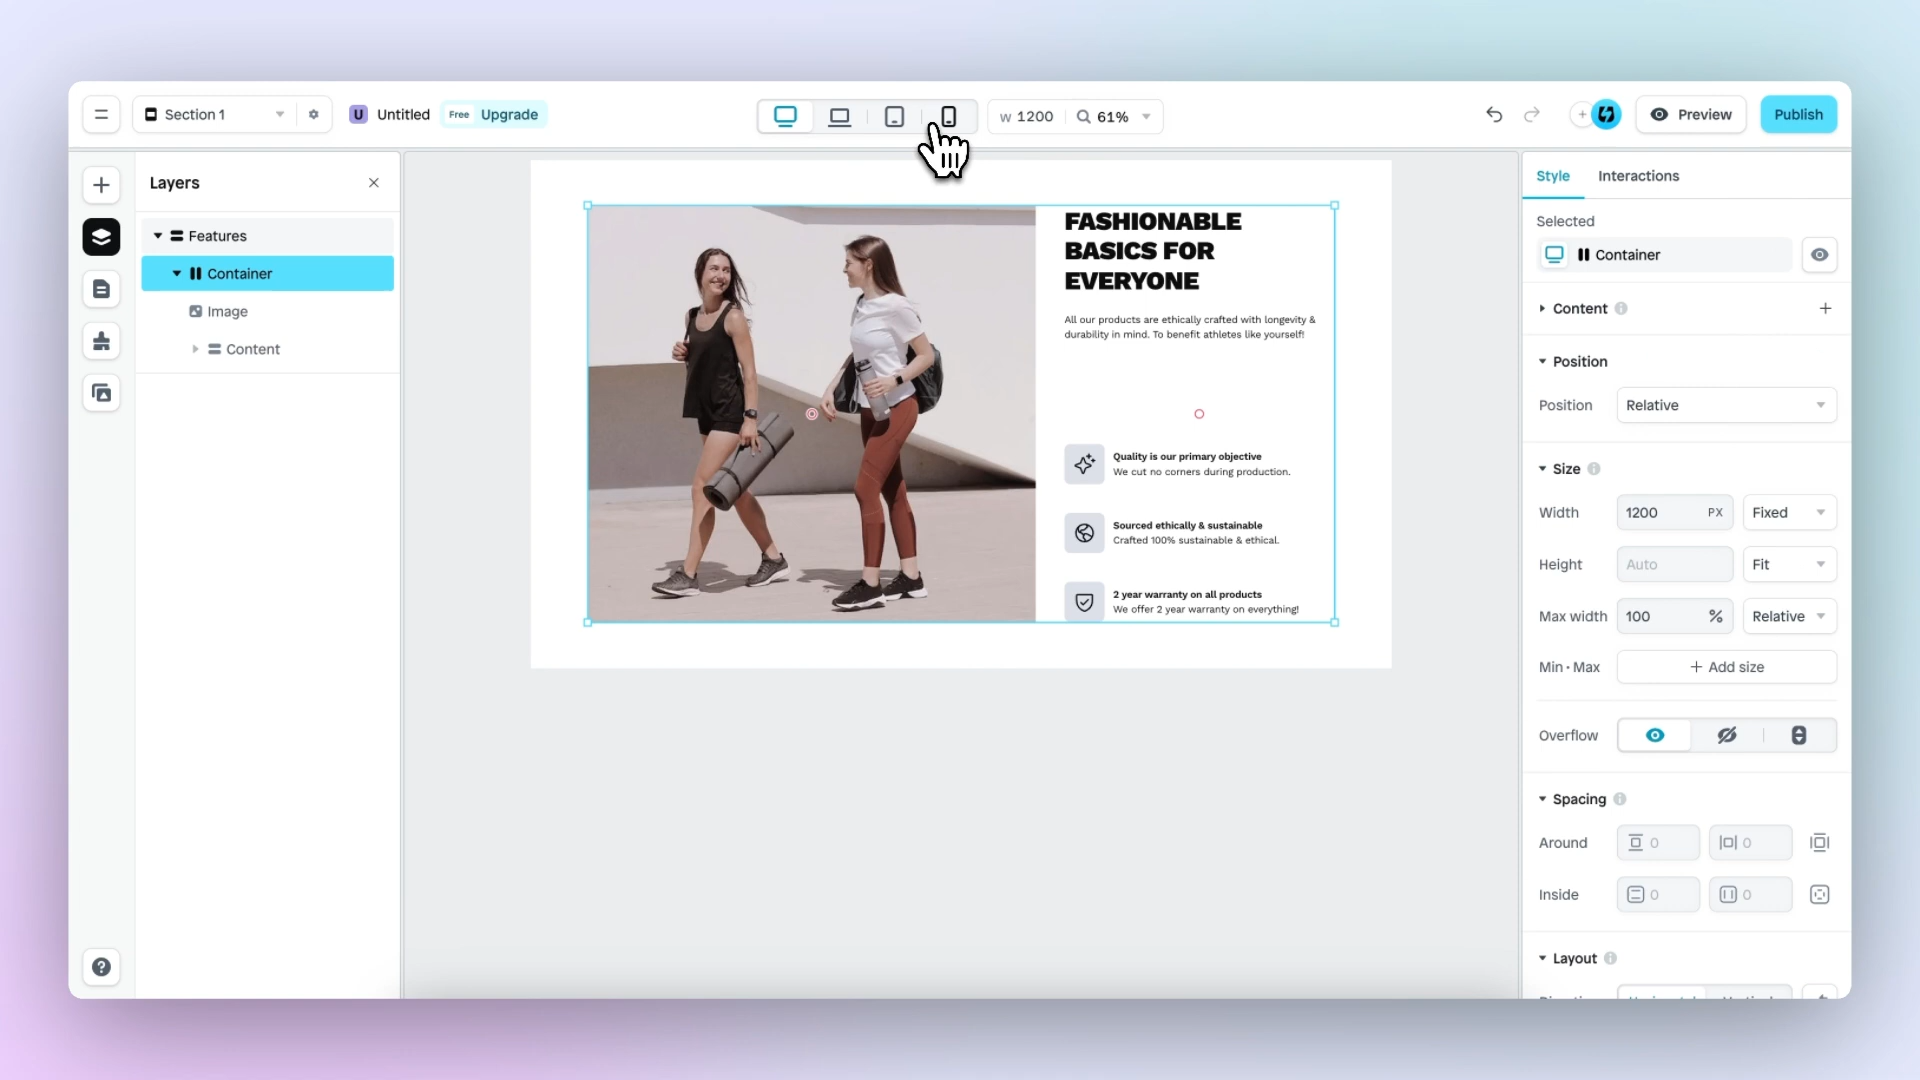 Section 1
U
Untitled
Free
Upgrade
W 1200
61%
Preview
Publish
Layers
Features
Container
Image
Content
FASHIONABLE
BASICS FOR
EVERYONE
All our products are ethically crafted with longevity &
durability in mind. To benefit athletes like yourself!
Quality is our primary objective
We cut no corners during production.
Sourced ethically & sustainable
Crafted 100% sustainable & ethical.
2 year warranty on all products
We offer 2 year warranty on everything!
Style
Interactions
Selected
Container
Content
Position
Position
Relative
Size
Width
1200
PX
Fixed
Height
Auto
Fit
Max width
100
%
Relative
Min · Max
+ Add size
Overflow
Spacing
Around
0
0
Inside
0
0
Layout